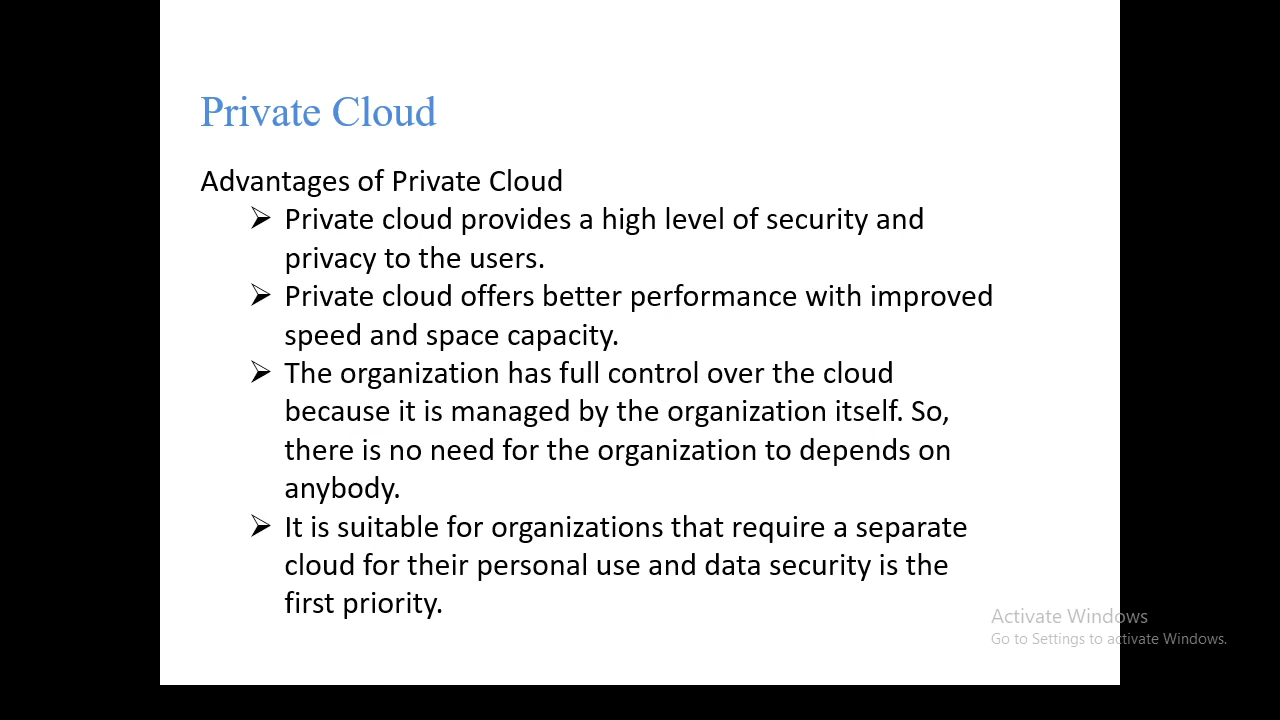 Private Cloud
Advantages of Private Cloud
➢ Private cloud provides a high level of security and
privacy to the users.
➢ Private cloud offers better performance with improved
speed and space capacity.
➢ The organization has full control over the cloud
because it is managed by the organization itself. So,
there is no need for the organization to depends on
anybody.
➢ It is suitable for organizations that require a separate
cloud for their personal use and data security is the
first priority.
Activate Windows
Go to Settings to activate Windows.